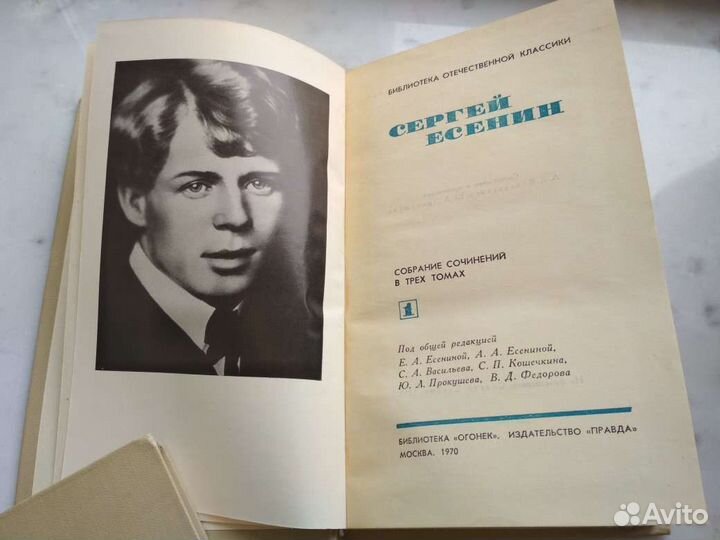 БИБЛИОТЕКА ОТЕЧЕСТВЕННОЙ КЛАССИКИ
СЕРГЕЙ
ЕСЕНИН
СОБРАНИЕ СОЧИНЕНИЙ
В ТРЕХ ТОМАХ
1
Под общей редакцией
Е. А. Есениной, А. А. Есениной,
С. А. Васильева, С. П. Кошечкина,
Ю. Л. Прокушева, В. Д. Федорова
БИБЛИОТЕКА «ОГОНЕК». ИЗДАТЕЛЬСТВО «ПРАВДА»
МОСКВА. 1970
Avito